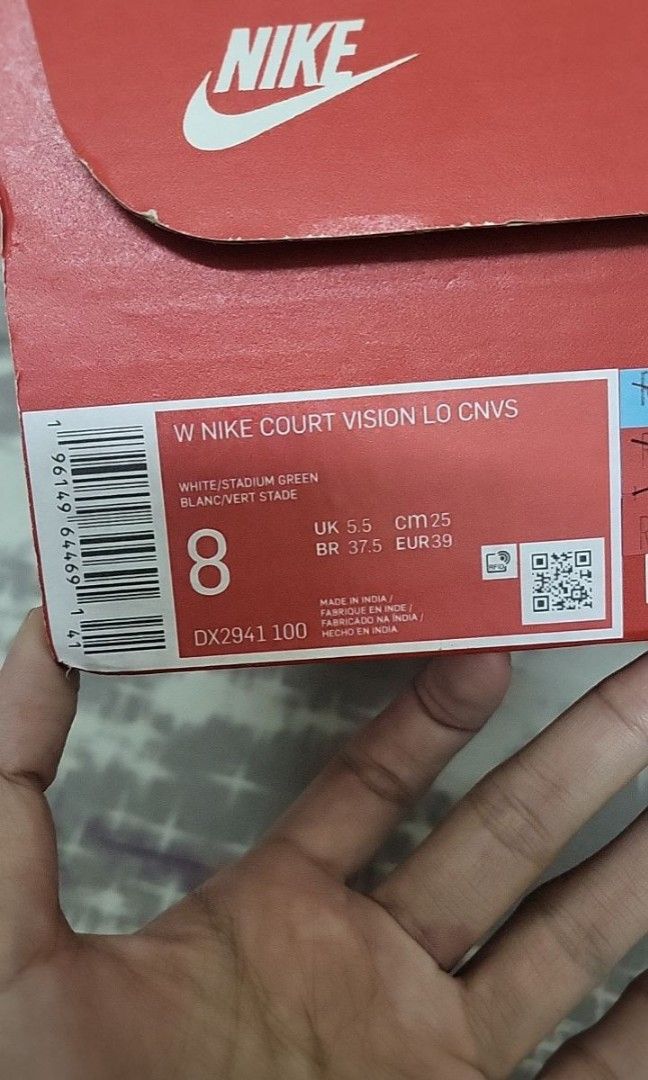 NIKE
W NIKE COURT VISION LO CNVS
WHITE/STADIUM GREEN
BLANC/VERT STADE
8
UK 5.5 cm 25
BR 37.5 EUR 39
RFID
DX2941 100
MADE IN INDIA /
FABRIQUE EN INDE /
FABRICADO NA ÍNDIA /
HECHO EN INDIA
1 96149 64469 1 41